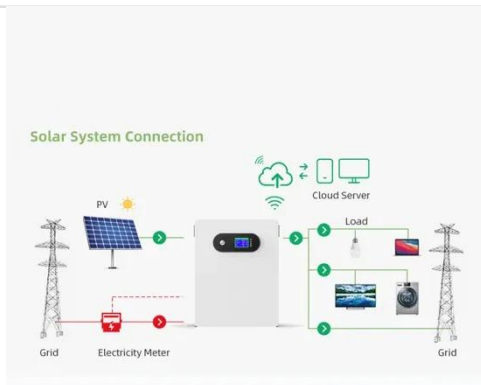 Solar System Connection
Cloud Server
PV
Load
Grid
Electricity Meter
Grid